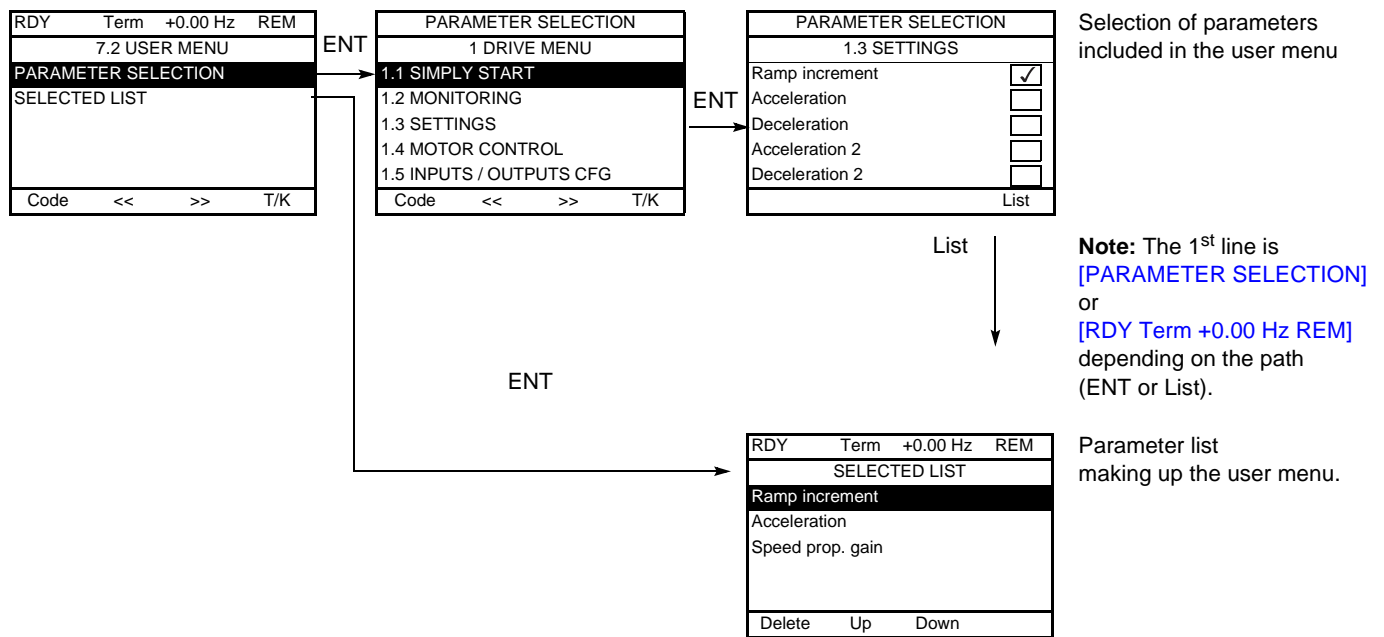 RDY Term +0.00 Hz REM
7.2 USER MENU
PARAMETER SELECTION
SELECTED LIST
Code << >> T/K
ENT
PARAMETER SELECTION
1 DRIVE MENU
1.1 SIMPLY START
1.2 MONITORING
1.3 SETTINGS
1.4 MOTOR CONTROL
1.5 INPUTS / OUTPUTS CFG
Code << >> T/K
ENT
PARAMETER SELECTION
1.3 SETTINGS
Ramp increment ✓
Acceleration
Deceleration
Acceleration 2
Deceleration 2
List
Selection of parameters
included in the user menu
List
Note: The 1st line is
[PARAMETER SELECTION]
or
[RDY Term +0.00 Hz REM]
depending on the path
(ENT or List).
ENT
RDY Term +0.00 Hz REM
SELECTED LIST
Ramp increment
Acceleration
Speed prop. gain
Delete Up Down
Parameter list
making up the user menu.